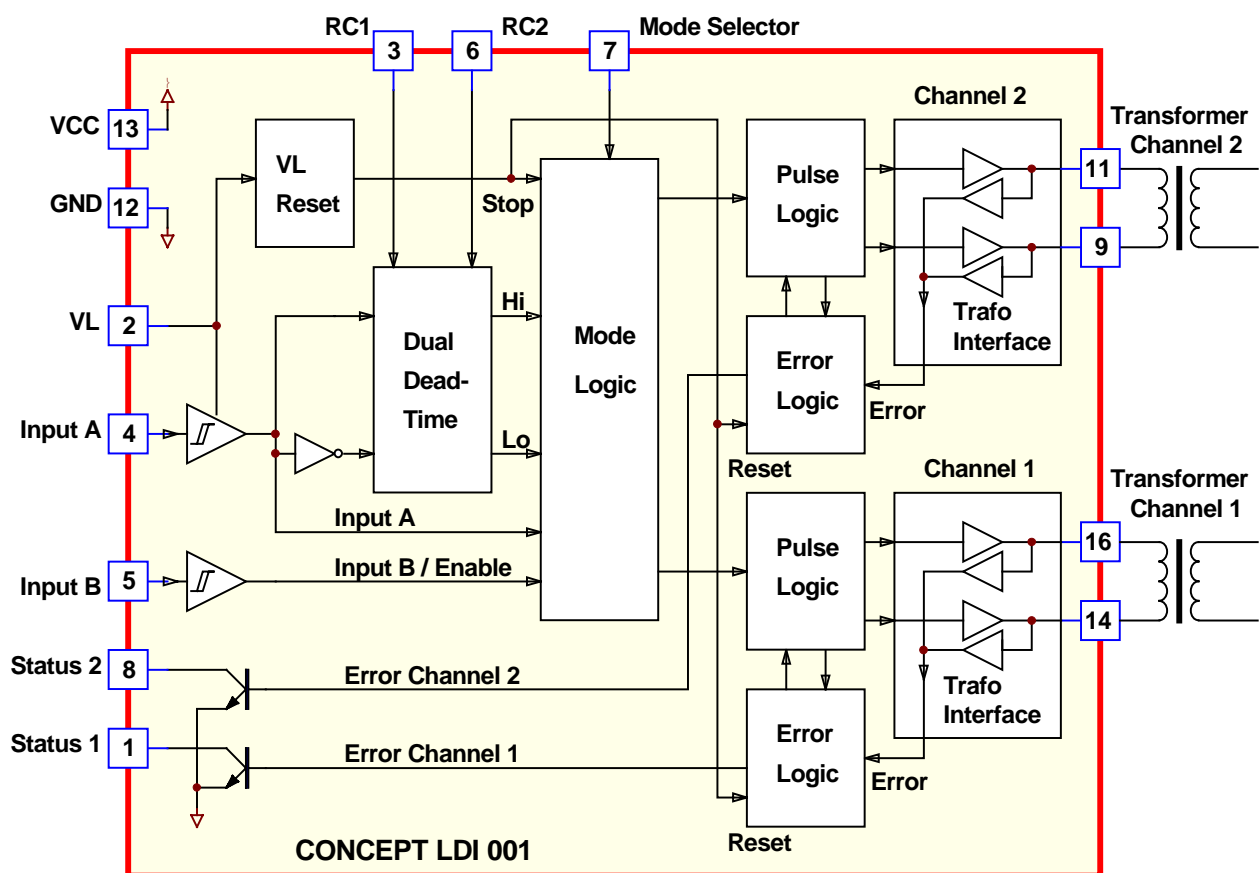 RC1
RC2
Mode Selector
3
6
7
Channel 2
Transformer
Channel 2
VCC
13
VL
Reset
Stop
Pulse
Logic
11
GND
12
9
Hi
VL
2
Dual
Dead-
Time
Mode
Logic
Trafo
Interface
Error
Logic
Error
Input A
4
Lo
Reset
Channel 1
Transformer
Channel 1
Input A
Pulse
Logic
16
Input B
5
Input B / Enable
14
Status 2
8
Error Channel 2
Trafo
Interface
Status 1
1
Error Channel 1
Error
Logic
Error
Reset
CONCEPT LDI 001